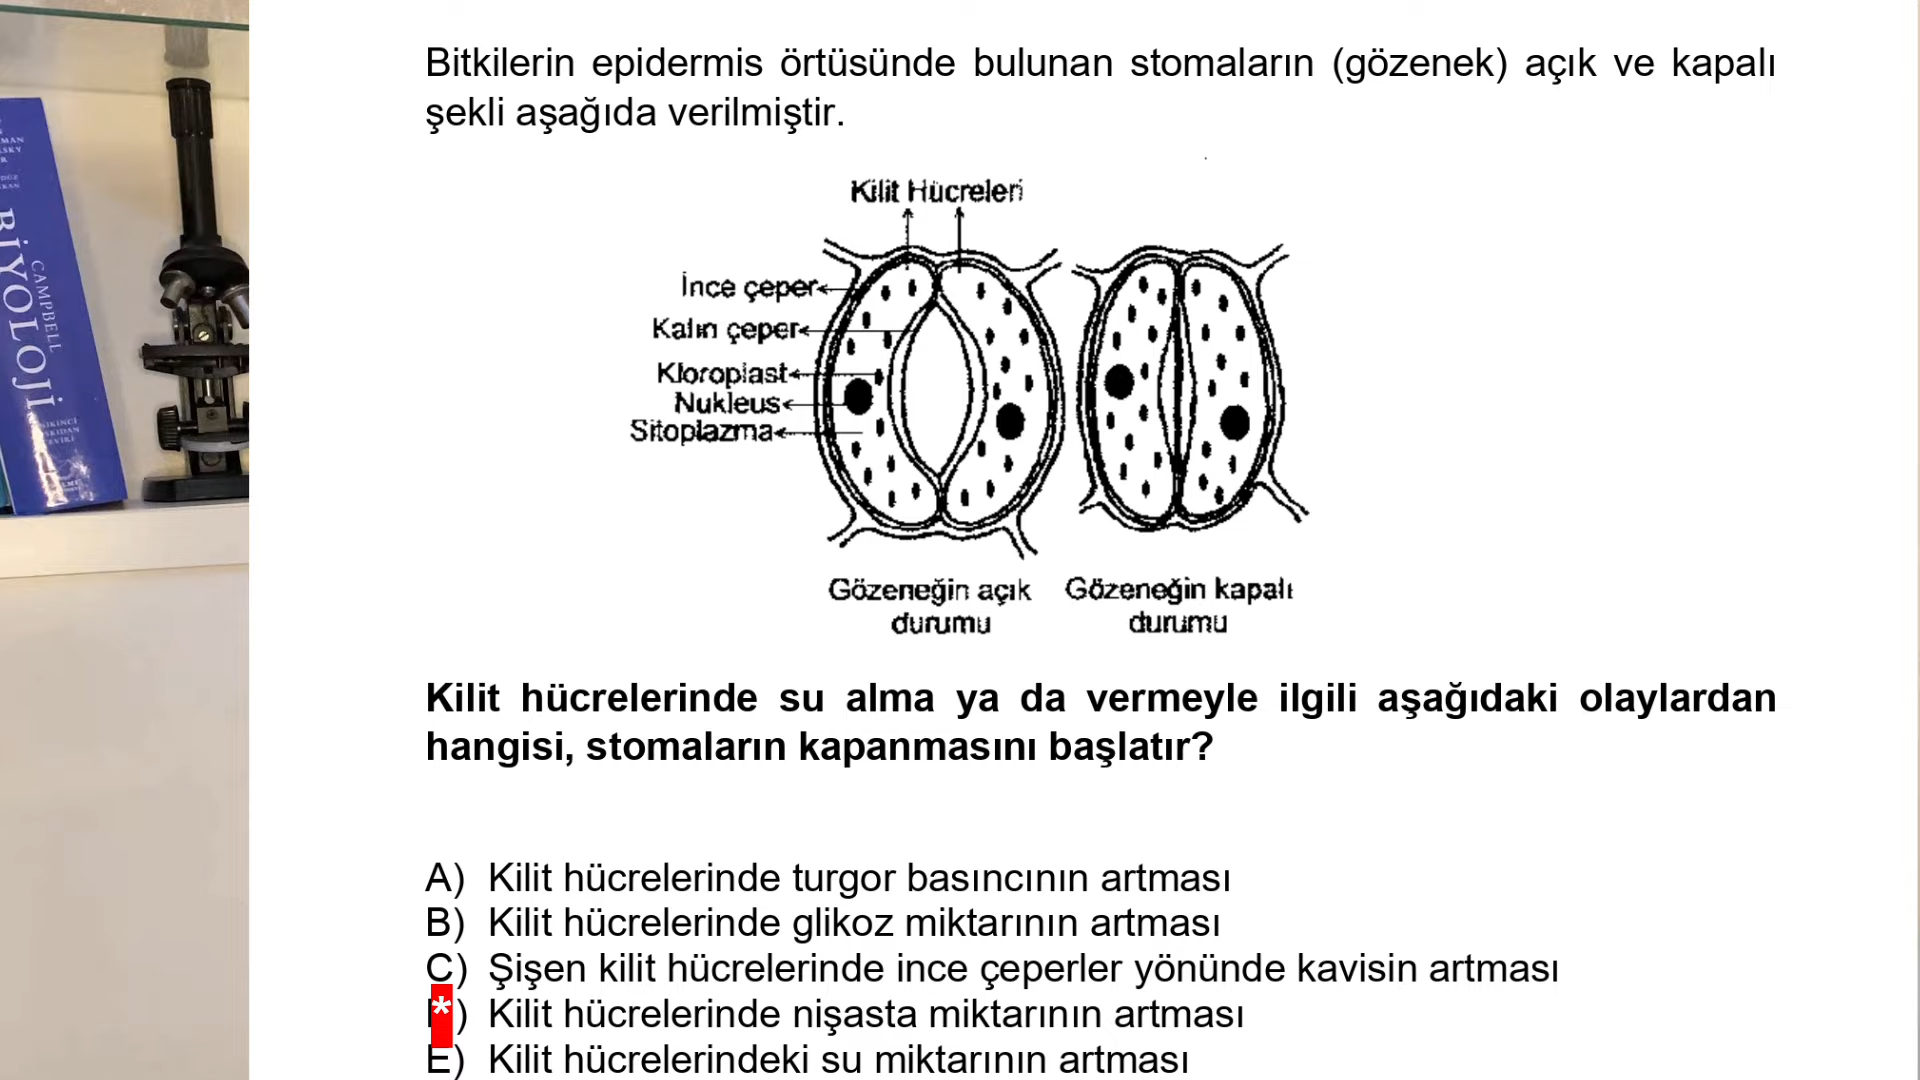 MAN
SKY
R
BİYOLOJİ
CAMPBELL
Bitkilerin epidermis örtüsünde bulunan stomaların (gözenek) açık ve kapalı
şekli aşağıda verilmiştir.
Kilit Hücreleri
İnce çeper
Kalın çeper
Kloroplast
Nukleus
Sitoplazma
Gözeneğin açık
durumu
Gözeneğin kapalı
durumu
Kilit hücrelerinde su alma ya da vermeyle ilgili aşağıdaki olaylardan
hangisi, stomaların kapanmasını başlatır?
A) Kilit hücrelerinde turgor basıncının artması
B) Kilit hücrelerinde glikoz miktarının artması
C) Şişen kilit hücrelerinde ince çeperler yönünde kavisin artması
*) Kilit hücrelerinde nişasta miktarının artması
E) Kilit hücrelerindeki su miktarının artması